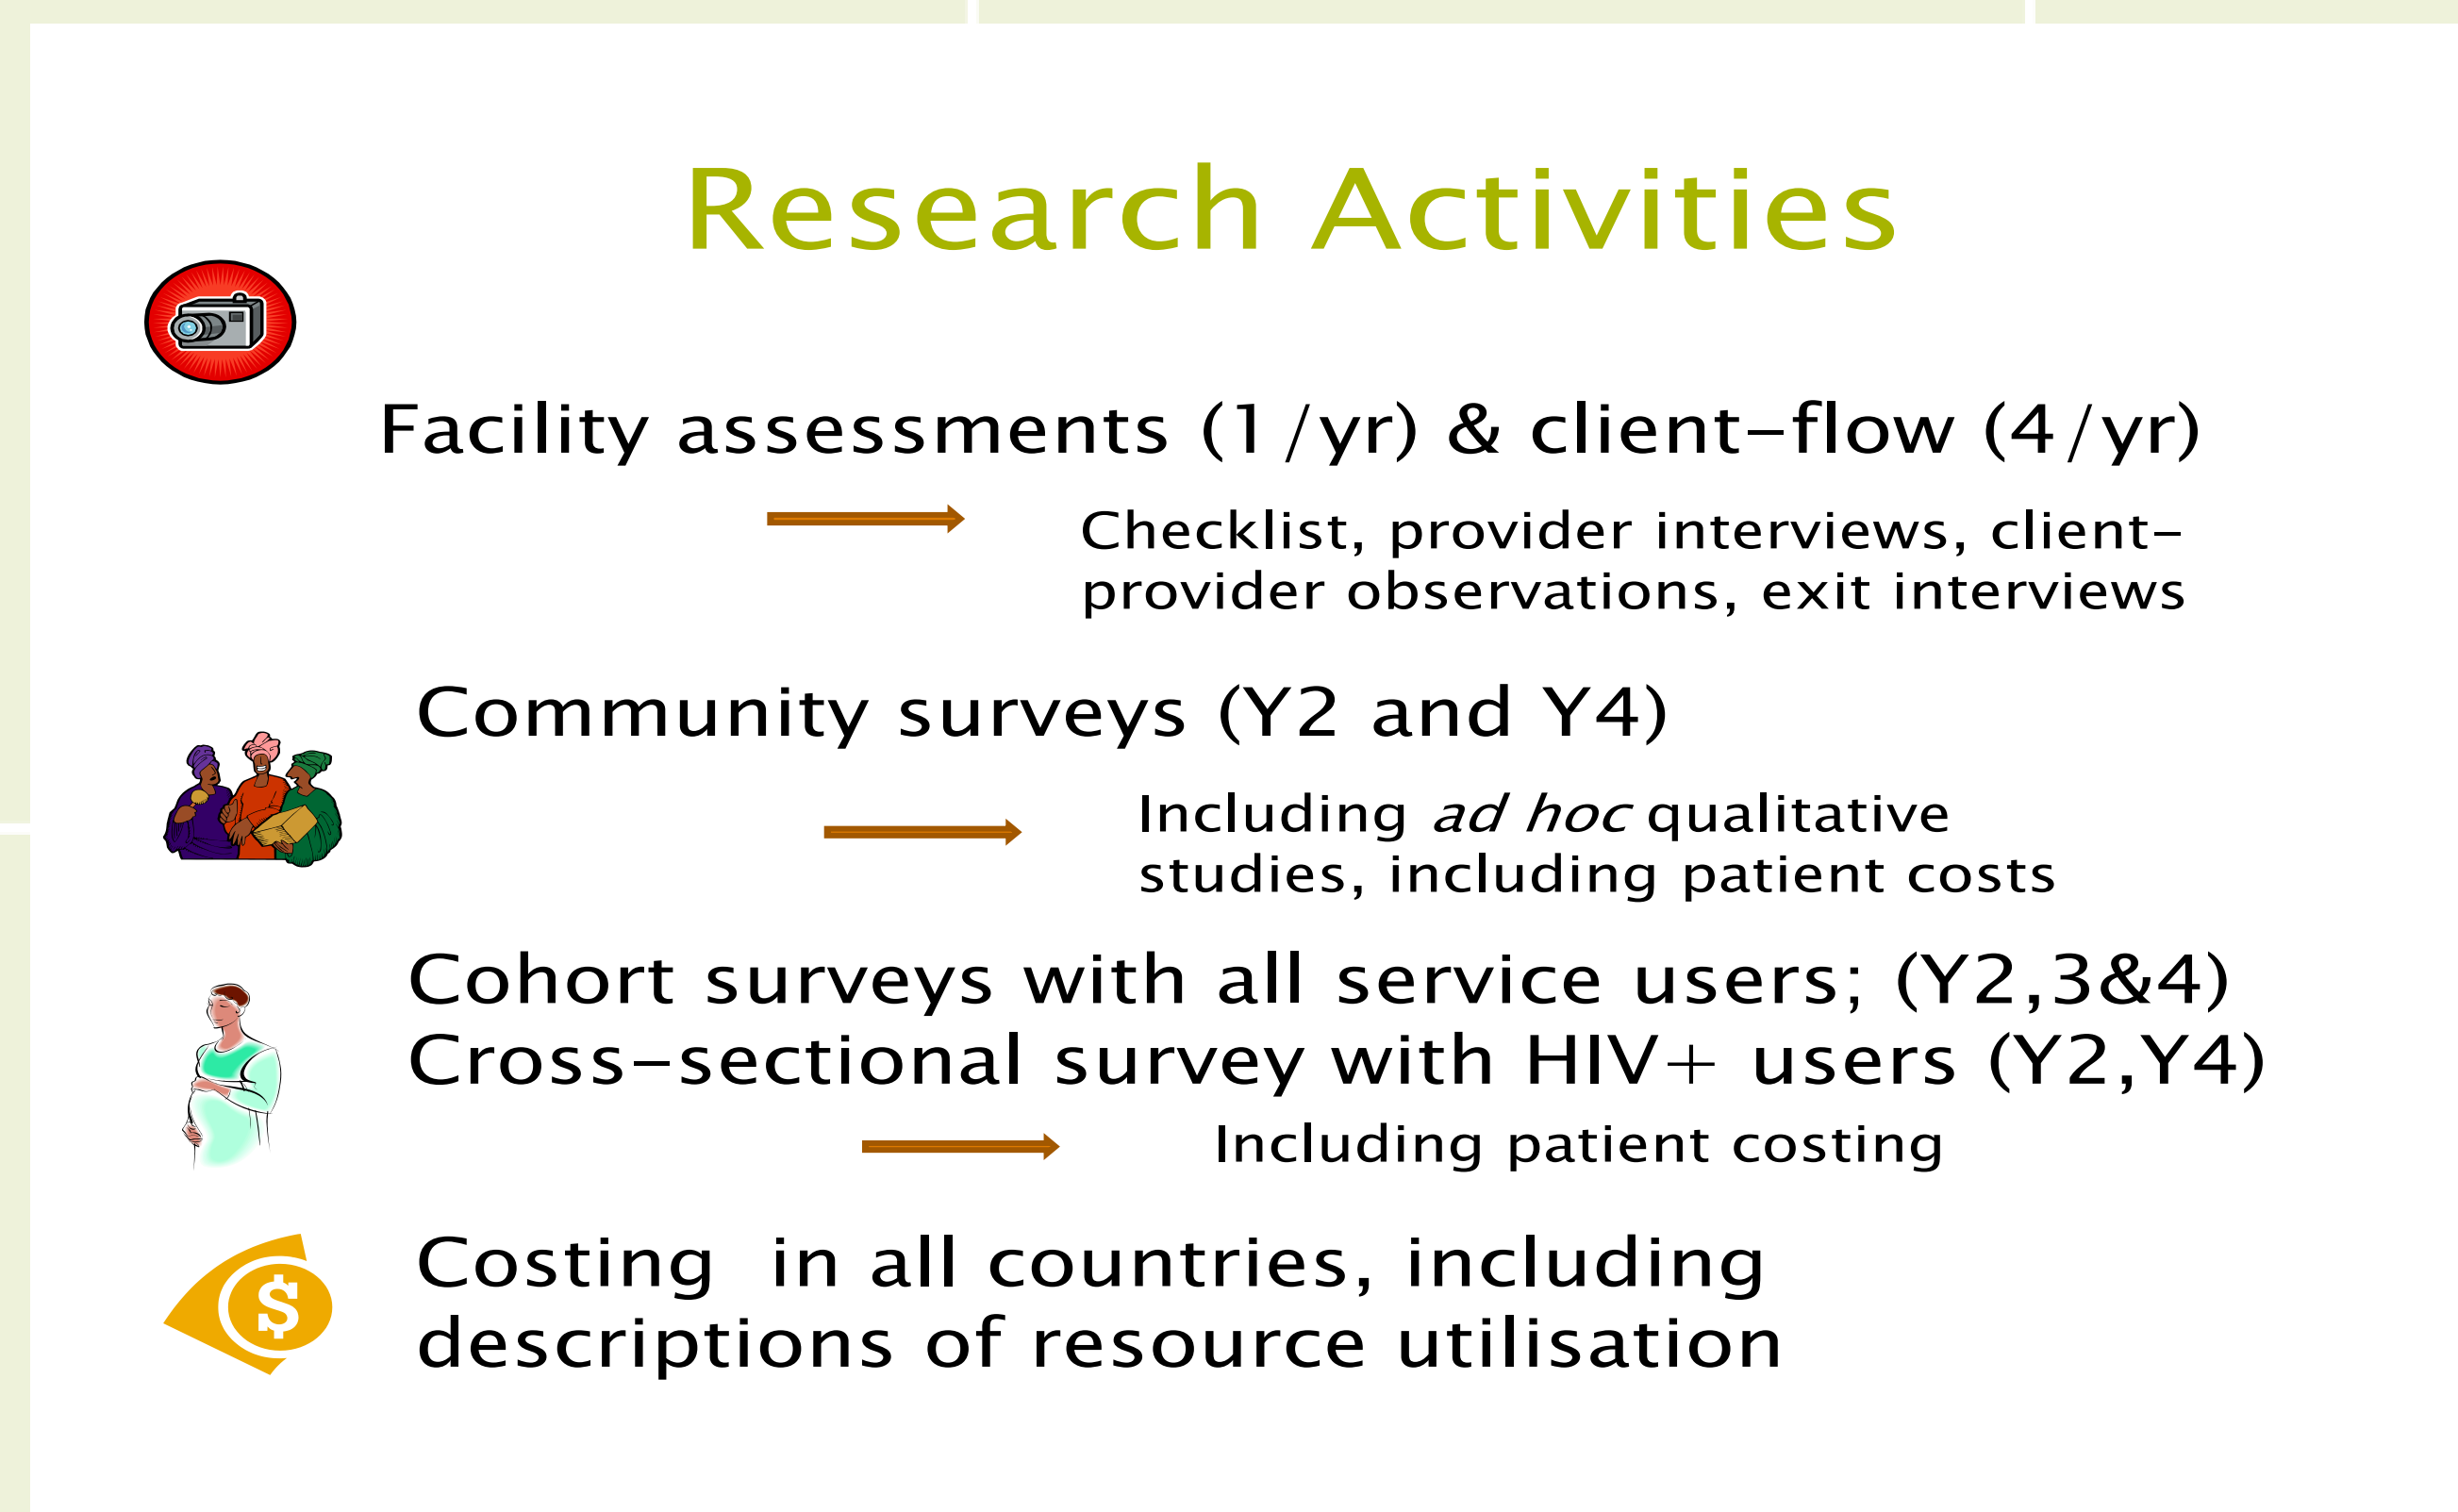 Research Activities
Facility assessments (1/yr) & client-flow (4/yr)
Checklist, provider interviews, client-
provider observations, exit interviews
Community surveys (Y2 and Y4)
Including ad hoc qualitative
studies, including patient costs
Cohort surveys with all service users; (Y2,3&4)
Cross-sectional survey with HIV+ users (Y2,Y4)
Including patient costing
Costing in all countries, including
descriptions of resource utilisation
$